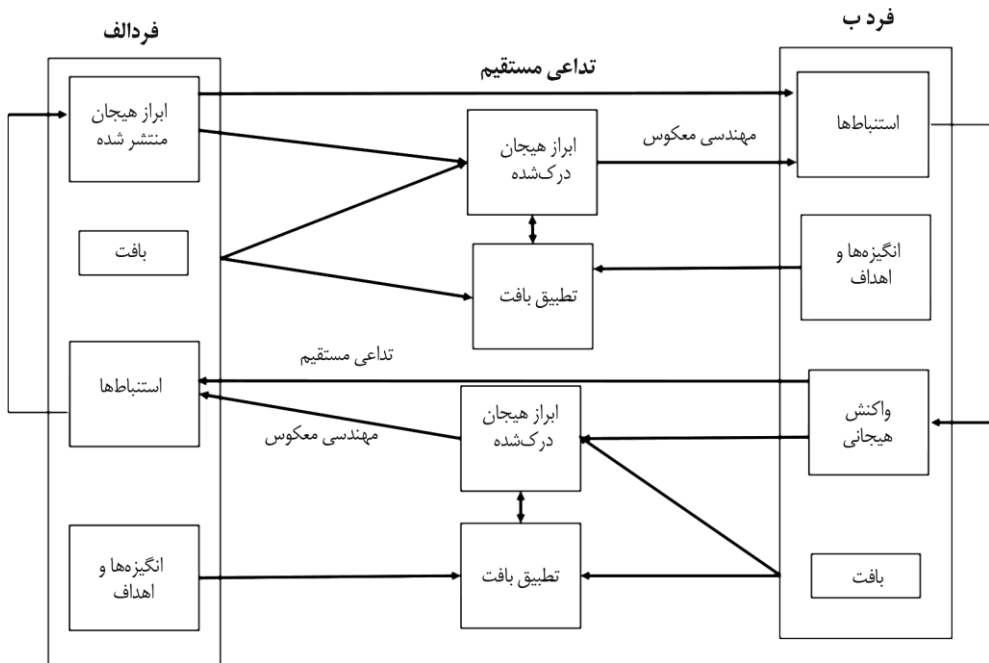 فرد ب
فردالف
تداعی مستقیم
ابراز هیجان
منتشر شده
استنباط‌ها
مهندسی معکوس
ابراز هیجان
درک‌شده
بافت
انگیزه‌ها و
اهداف
تطبیق بافت
تداعی مستقیم
استنباط‌ها
واکنش
هیجانی
ابراز هیجان
درک‌شده
مهندسی معکوس
انگیزه‌ها و
اهداف
تطبیق بافت
بافت